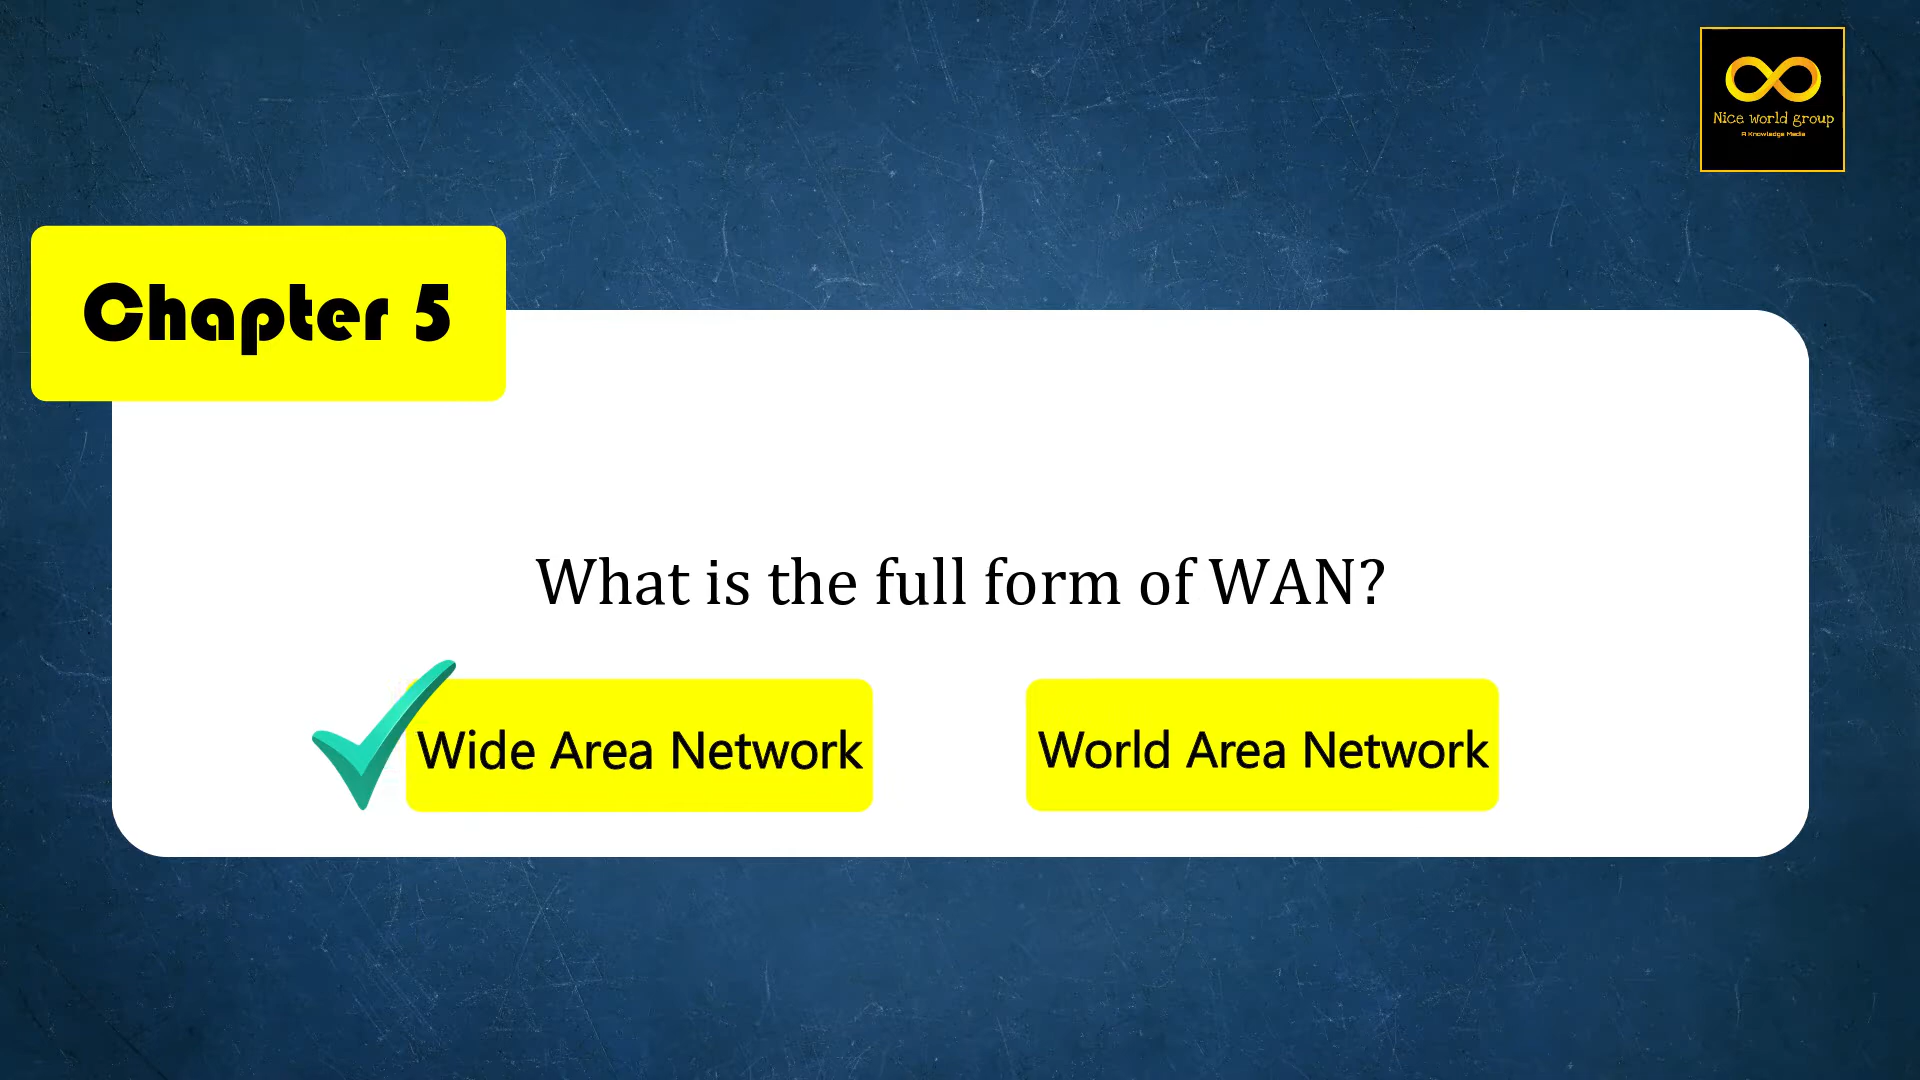 Nice world group
A Knowledge Media
Chapter 5
What is the full form of WAN?
Wide Area Network
World Area Network